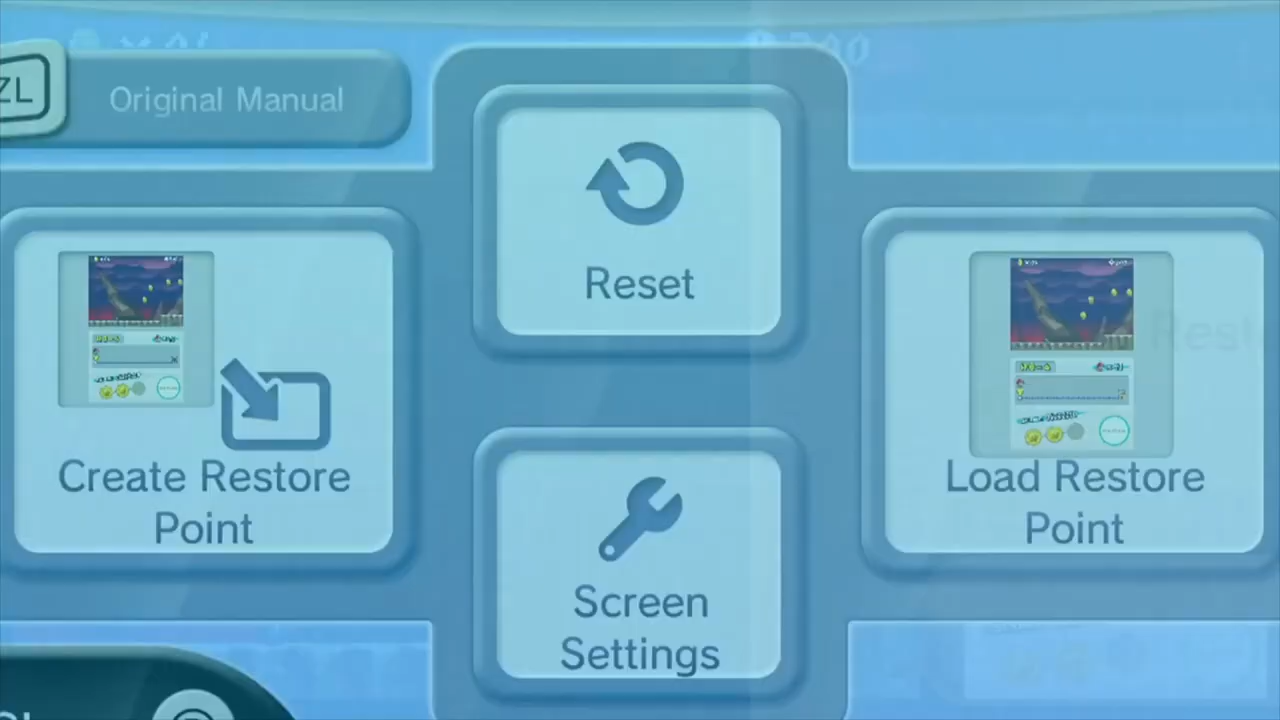 ZL
Original Manual
Reset
Create Restore
Point
Load Restore
Point
Screen
Settings